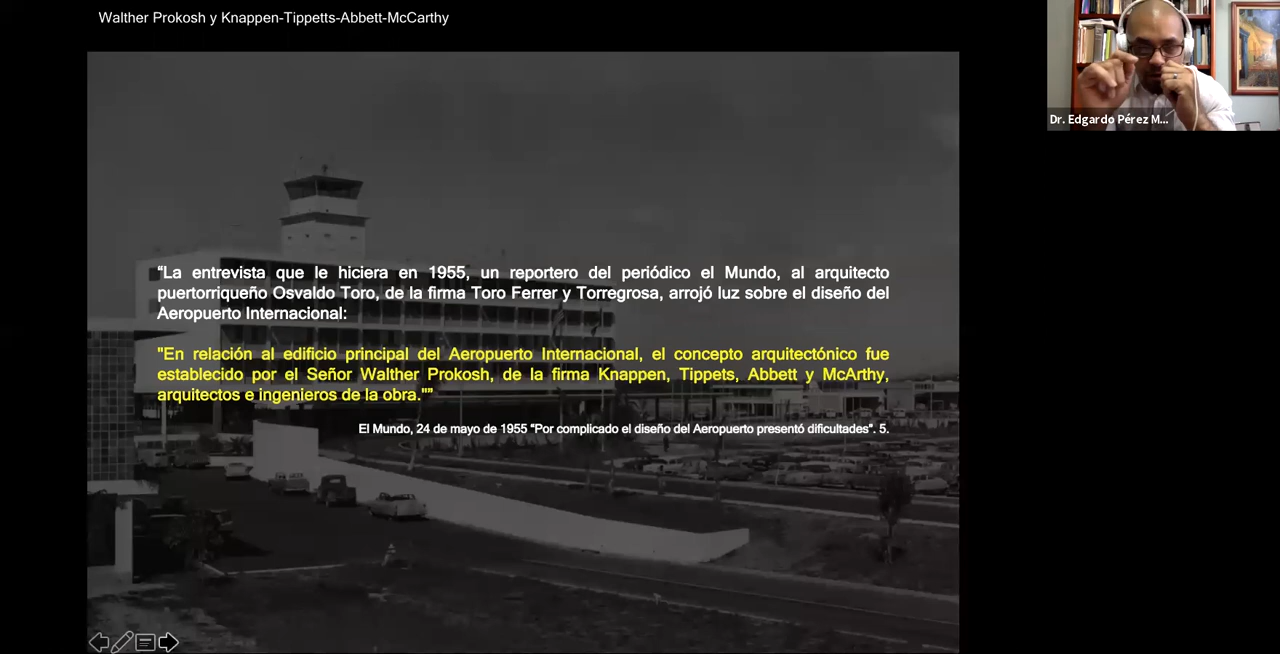 Walther Prokosh y Knappen-Tippetts-Abbett-McCarthy
Dr. Edgardo Pérez M...
“La entrevista que le hiciera en 1955, un reportero del periódico el Mundo, al arquitecto
puertorriqueño Osvaldo Toro, de la firma Toro Ferrer y Torregrosa, arrojó luz sobre el diseño del
Aeropuerto Internacional:
"En relación al edificio principal del Aeropuerto Internacional, el concepto arquitectónico fue
establecido por el Señor Walther Prokosh, de la firma Knappen, Tippets, Abbett y McArthy,
arquitectos e ingenieros de la obra."”
El Mundo, 24 de mayo de 1955 “Por complicado el diseño del Aeropuerto presentó dificultades”. 5.